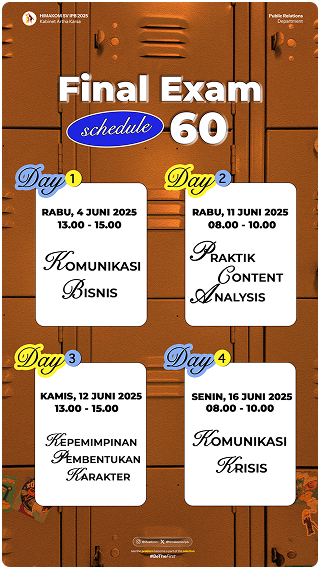 HIMAKOM SV IPB 2025
Kabinet Artha Karsa
Public Relations
Department
Final Exam
schedule 60
Day 1
RABU, 4 JUNI 2025
13.00 - 15.00
KOMUNIKASI
BISNIS
Day 2
RABU, 11 JUNI 2025
08.00 - 10.00
PRAKTIK
CONTENT
ANALYSIS
Day 3
KAMIS, 12 JUNI 2025
13.00 - 15.00
KEPEMIMPINAN
PEMBENTUKAN
KARAKTER
Day 4
SENIN, 16 JUNI 2025
08.00 - 10.00
KOMUNIKASI
KRISIS
#BeTheFirst